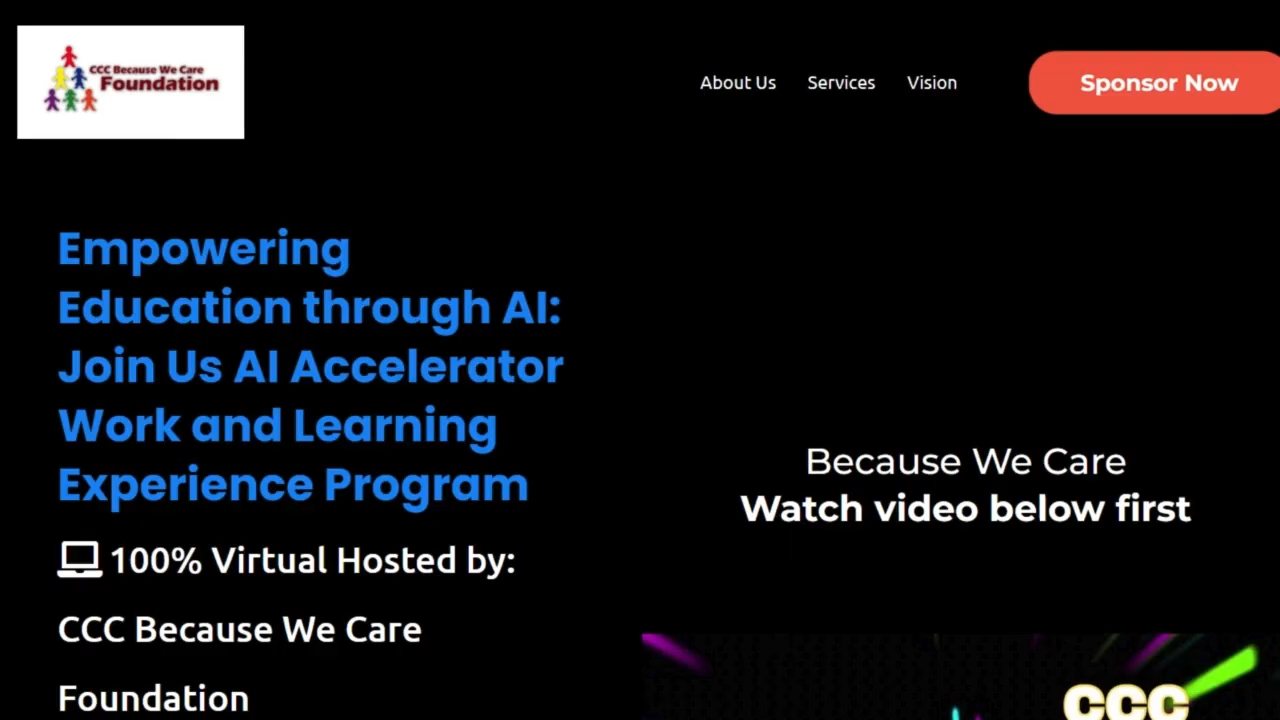 CCC Because We Care
Foundation
About Us
Services
Vision
Sponsor Now
Empowering
Education through AI:
Join Us AI Accelerator
Work and Learning
Experience Program
100% Virtual Hosted by:
CCC Because We Care
Foundation
Because We Care
Watch video below first
CCC